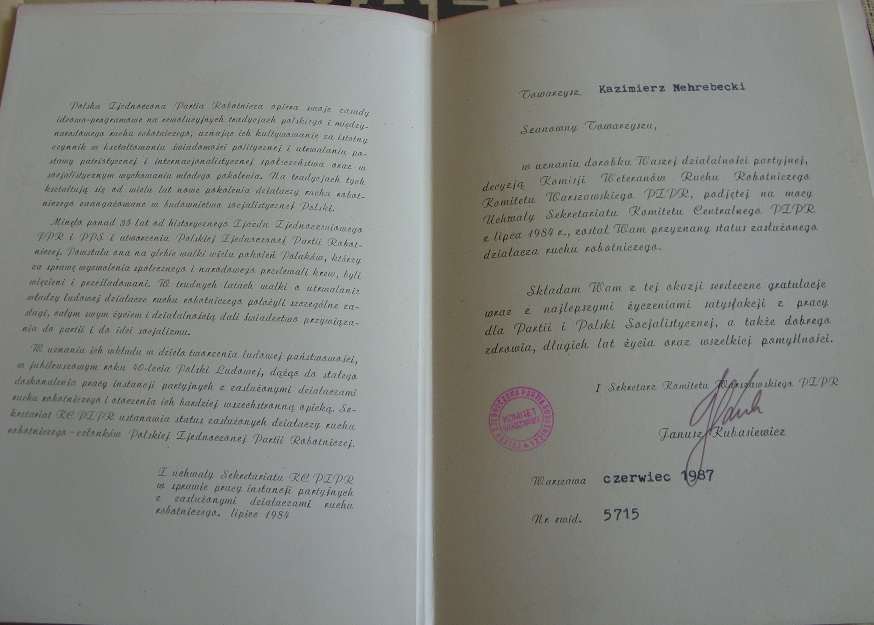 Polska Zjednoczona Partia Robotnicza opiera swoje zasady
ideowo-programowe na rewolucyjnych tradycjach polskiego i między-
narodowego ruchu robotniczego, uznając ich kultywowanie za istotny
czynnik w kształtowaniu świadomości politycznej i utrwalaniu po-
stawy patriotycznej i internacjonalistycznej społeczeństwa oraz w
socjalistycznym wychowaniu młodego pokolenia. Na tradycjach tych
kształtują się od wielu lat nowe pokolenia działaczy ruchu robot-
niczego zaangażowane w budownictwo socjalistycznej Polski.
Minęło ponad 35 lat od historycznego Zjazdu Zjednoczeniowego
PPR i PPS i utworzenia Polskiej Zjednoczonej Partii Robot-
niczej. Powstała ona na glebie walki wielu pokoleń Polaków, którzy
za sprawę wyzwolenia społecznego i narodowego przelewali krew, byli
więzieni i prześladowani. W trudnych latach walki o utrwalanie
władzy ludowej działacze ruchu robotniczego położyli szczególne za-
sługi, całym swym życiem i działalnością dali świadectwo przywiąza-
nia do partii i do idei socjalizmu.
W uznaniu ich wkładu w dzieło tworzenia ludowej państwowości,
w jubileuszowym roku 40-lecia Polski Ludowej, dążąc do stałego
doskonalenia pracy instancji partyjnych z zasłużonymi działaczami
ruchu robotniczego i otoczenia ich bardziej wszechstronną opieką, Se-
kretariat KC PZPR ustanawia status zasłużonych działaczy ruchu
robotniczego – członków Polskiej Zjednoczonej Partii Robotniczej.
Z uchwały Sekretariatu KC PZPR
w sprawie pracy instancji partyjnych
z zasłużonymi działaczami ruchu
robotniczego. lipiec 1984
Towarzysz Kazimierz Nehrebecki
Szanowny Towarzyszu,
w uznaniu dorobku Waszej działalności partyjnej,
decyzją Komisji Weteranów Ruchu Robotniczego
Komitetu Warszawskiego PZPR, podjętej na mocy
Uchwały Sekretariatu Komitetu Centralnego PZPR
z lipca 1984 r., został Wam przyznany status zasłużonego
działacza ruchu robotniczego.
Składam Wam z tej okazji serdeczne gratulacje
wraz z najlepszymi życzeniami satysfakcji z pracy
dla Partii i Polski Socjalistycznej, a także dobrego
zdrowia, długich lat życia oraz wszelkiej pomyślności.
I Sekretarz Komitetu Warszawskiego PZPR
POLSKA ZJEDNOCZONA PARTIA ROBOTNICZA
KOMITET
WARSZAWSKI
Janusz Kubasiewicz
Warszawa czerwiec 1987
Nr ewid. 5715